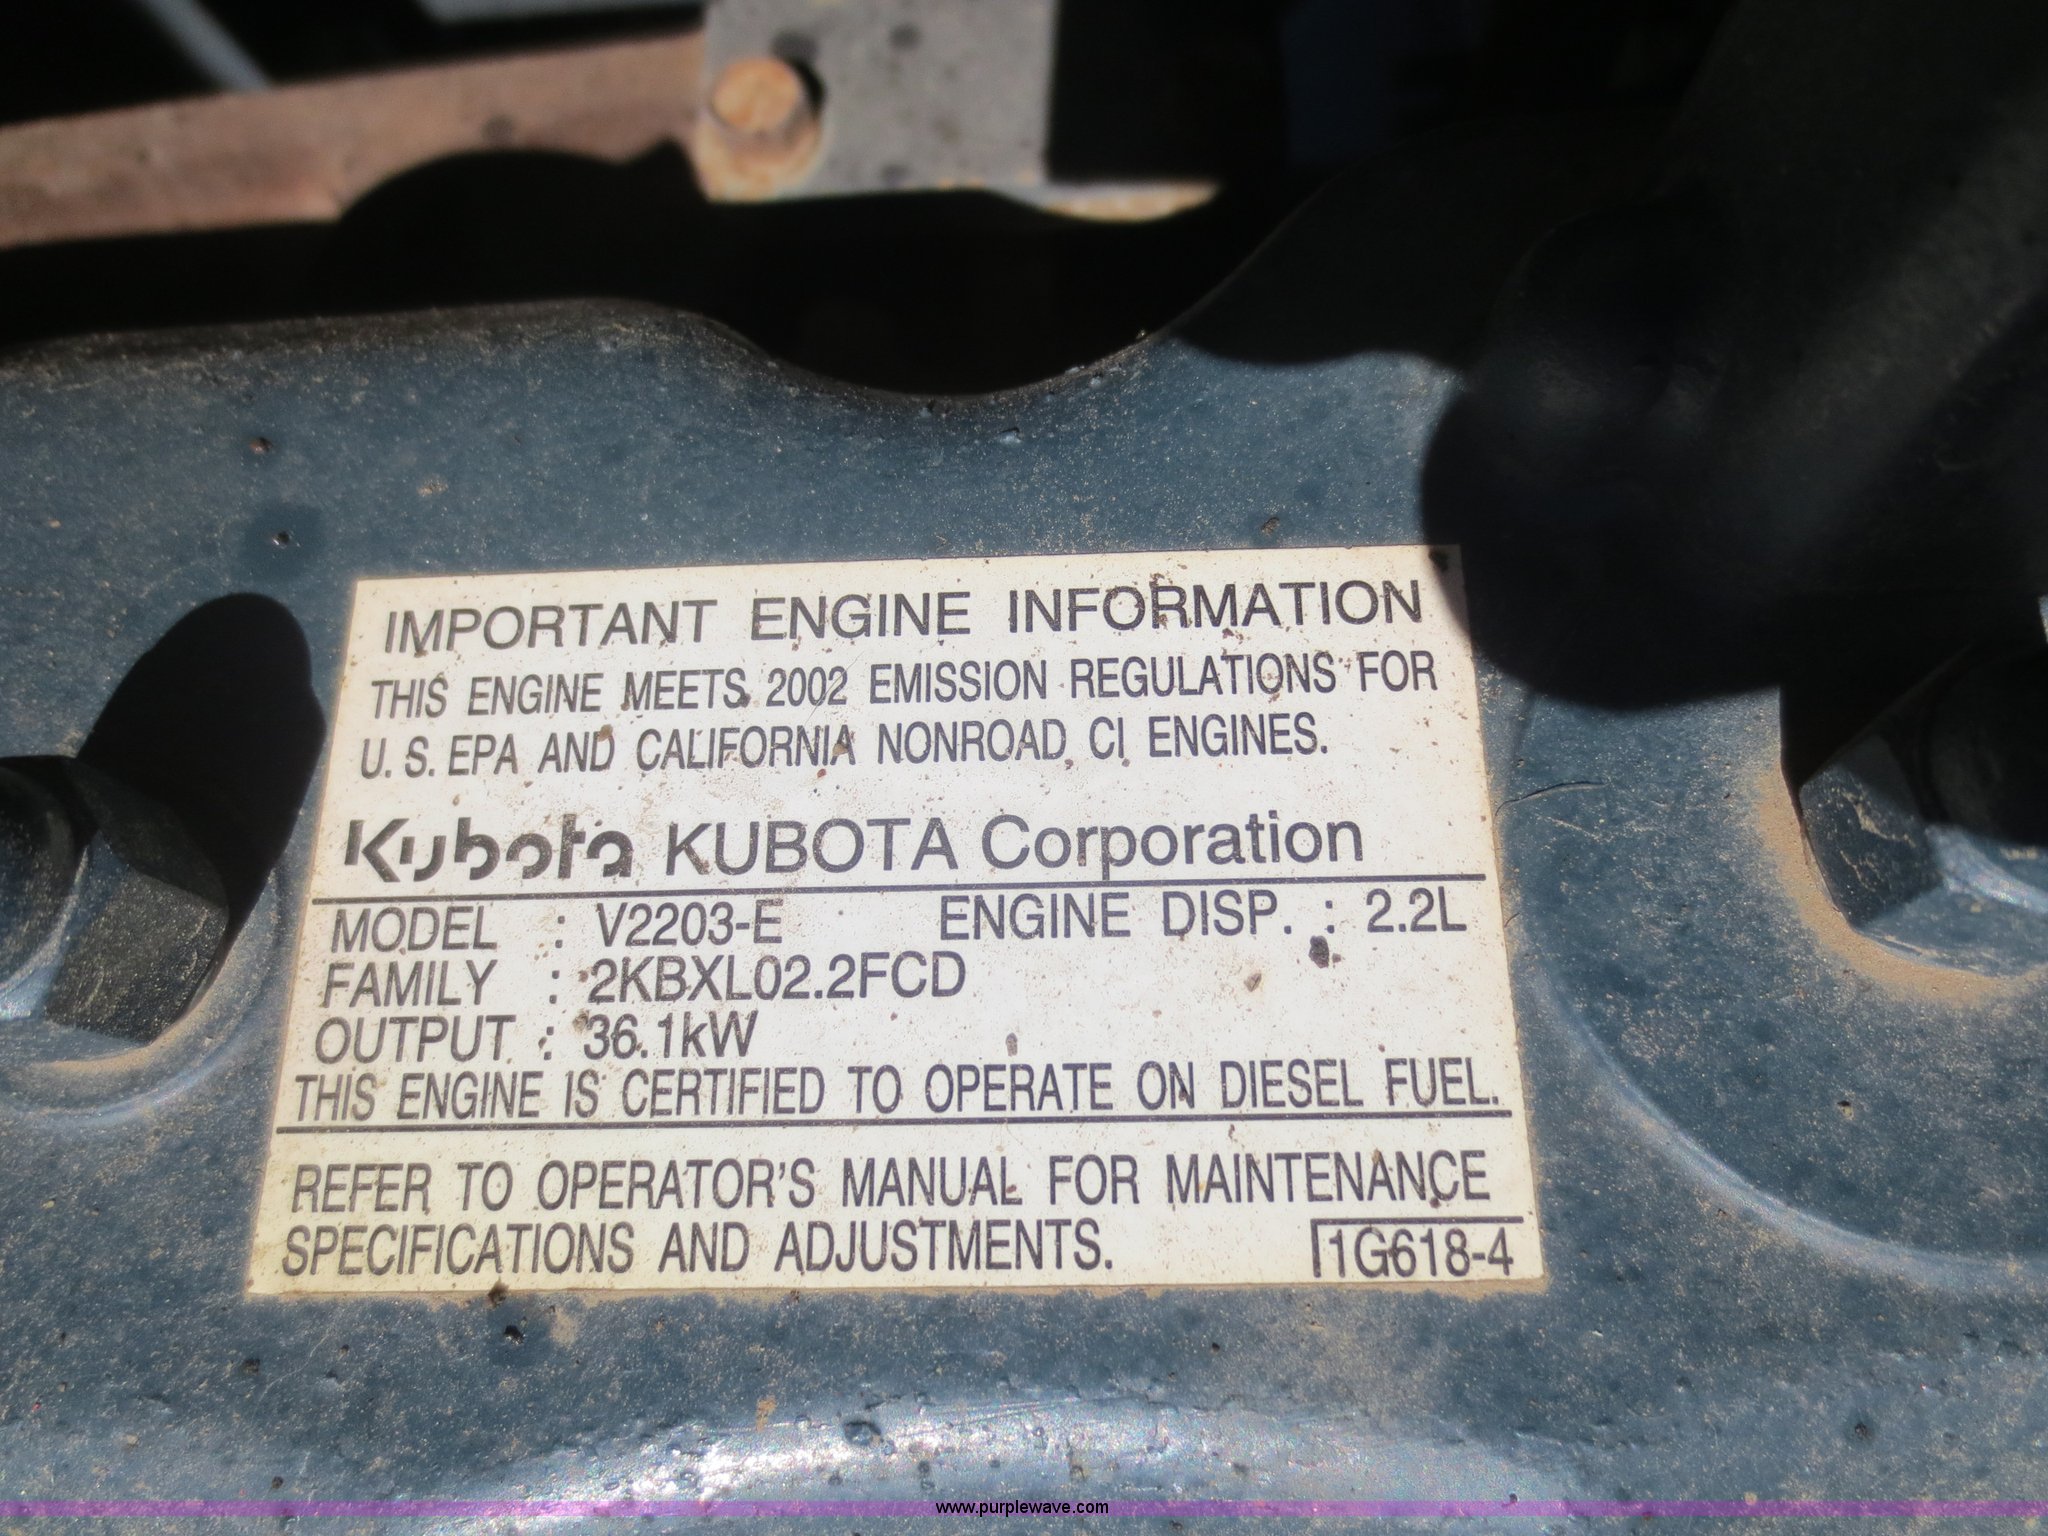 IMPORTANT ENGINE INFORMATION
THIS ENGINE MEETS 2002 EMISSION REGULATIONS FOR
U. S. EPA AND CALIFORNIA NONROAD CI ENGINES.
Kubota KUBOTA Corporation
MODEL : V2203-E ENGINE DISP. : 2.2L
FAMILY : 2KBXL02.2FCD
OUTPUT : 36.1kW
THIS ENGINE IS CERTIFIED TO OPERATE ON DIESEL FUEL.
REFER TO OPERATOR'S MANUAL FOR MAINTENANCE
SPECIFICATIONS AND ADJUSTMENTS. 1G618-4
www.purplewave.com